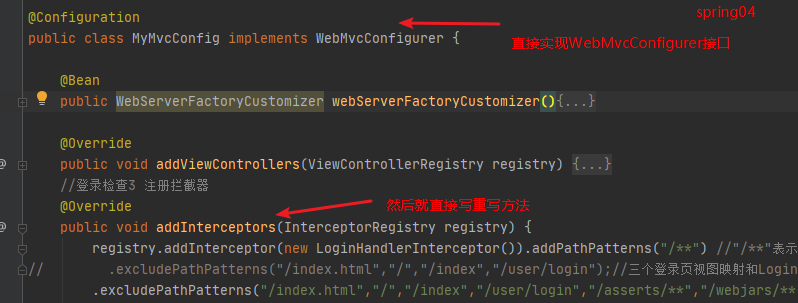 spring04
@Configuration
public class MyMvcConfig implements WebMvcConfigurer {
直接实现WebMvcConfigurer接口
@Bean
public WebServerFactoryCustomizer webServerFactoryCustomizer(){...}
@Override
public void addViewControllers(ViewControllerRegistry registry) {...}
//登录检查3 注册拦截器
@Override
然后就直接写重写方法
public void addInterceptors(InterceptorRegistry registry) {
registry.addInterceptor(new LoginHandlerInterceptor()).addPathPatterns("/**") //"/**"表示
// .excludePathPatterns("/index.html","/","/index","/user/login");//三个登录页视图映射和Login
.excludePathPatterns("/index.html","/","/index","/user/login","/asserts/**","/webjars/**